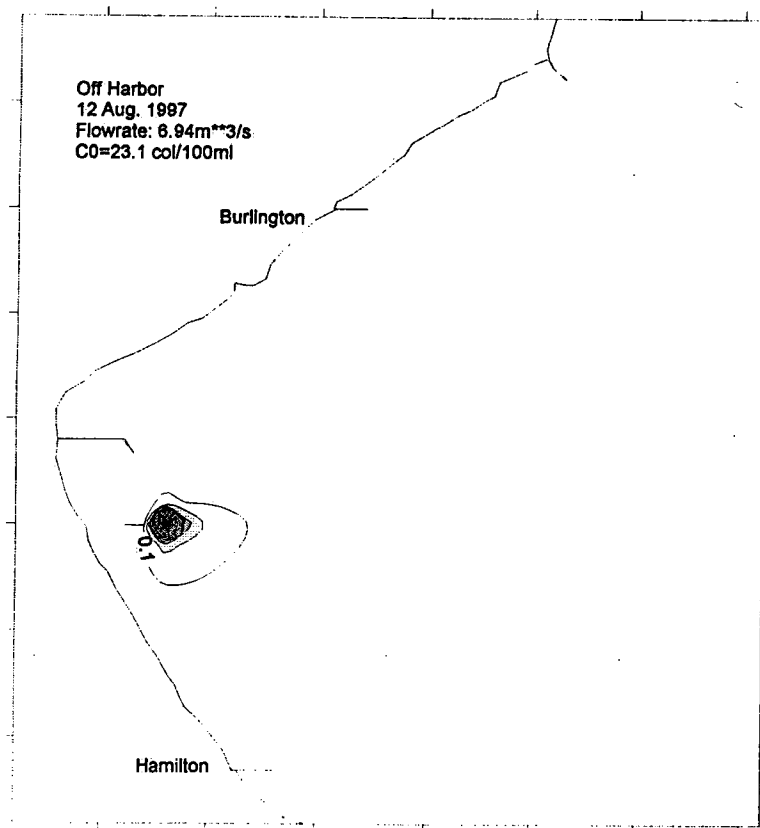 Off Harbor
12 Aug. 1997
Flowrate: 6.94m**3/s
C0=23.1 col/100ml
Burlington
0.1
Hamilton